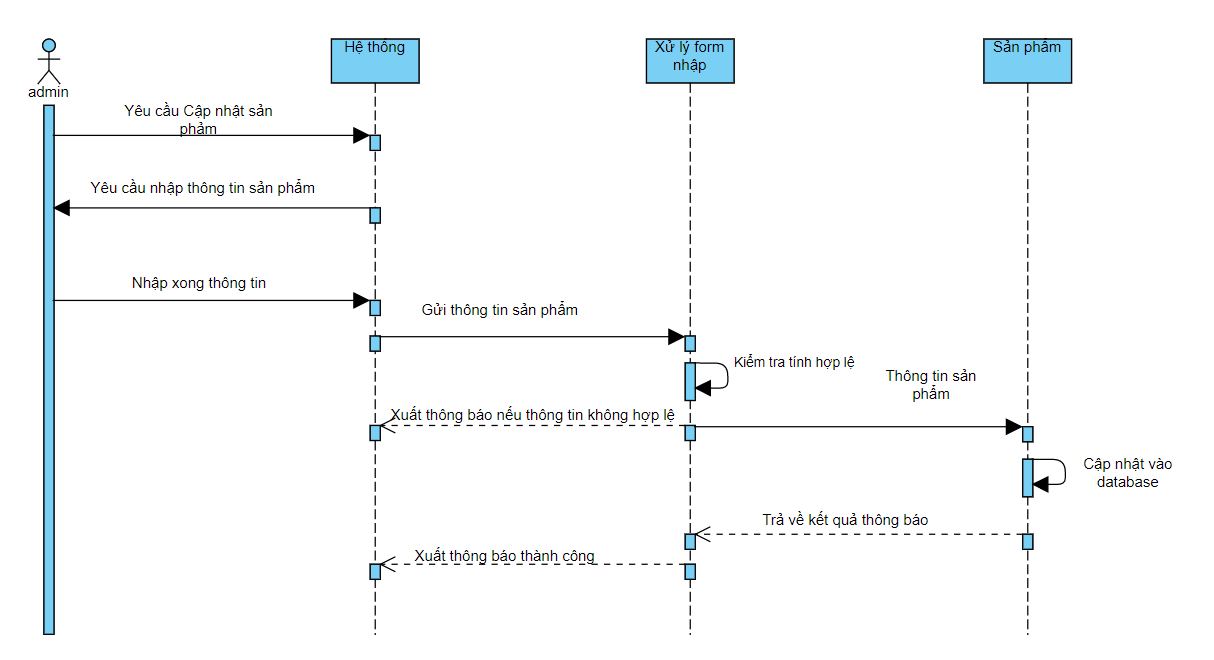 Hệ thông
Xử lý form
nhập
Sản phẩm
admin
Yêu cầu Cập nhật sản
phảm
Yêu cầu nhập thông tin sản phẩm
Nhập xong thông tin
Gửi thông tin sản phẩm
Kiểm tra tính hợp lệ
Thông tin sản
phẩm
Xuất thông báo nếu thông tin không hợp lệ
Câp nhật vào
database
Trả về kết quả thông báo
Xuất thông báo thành công